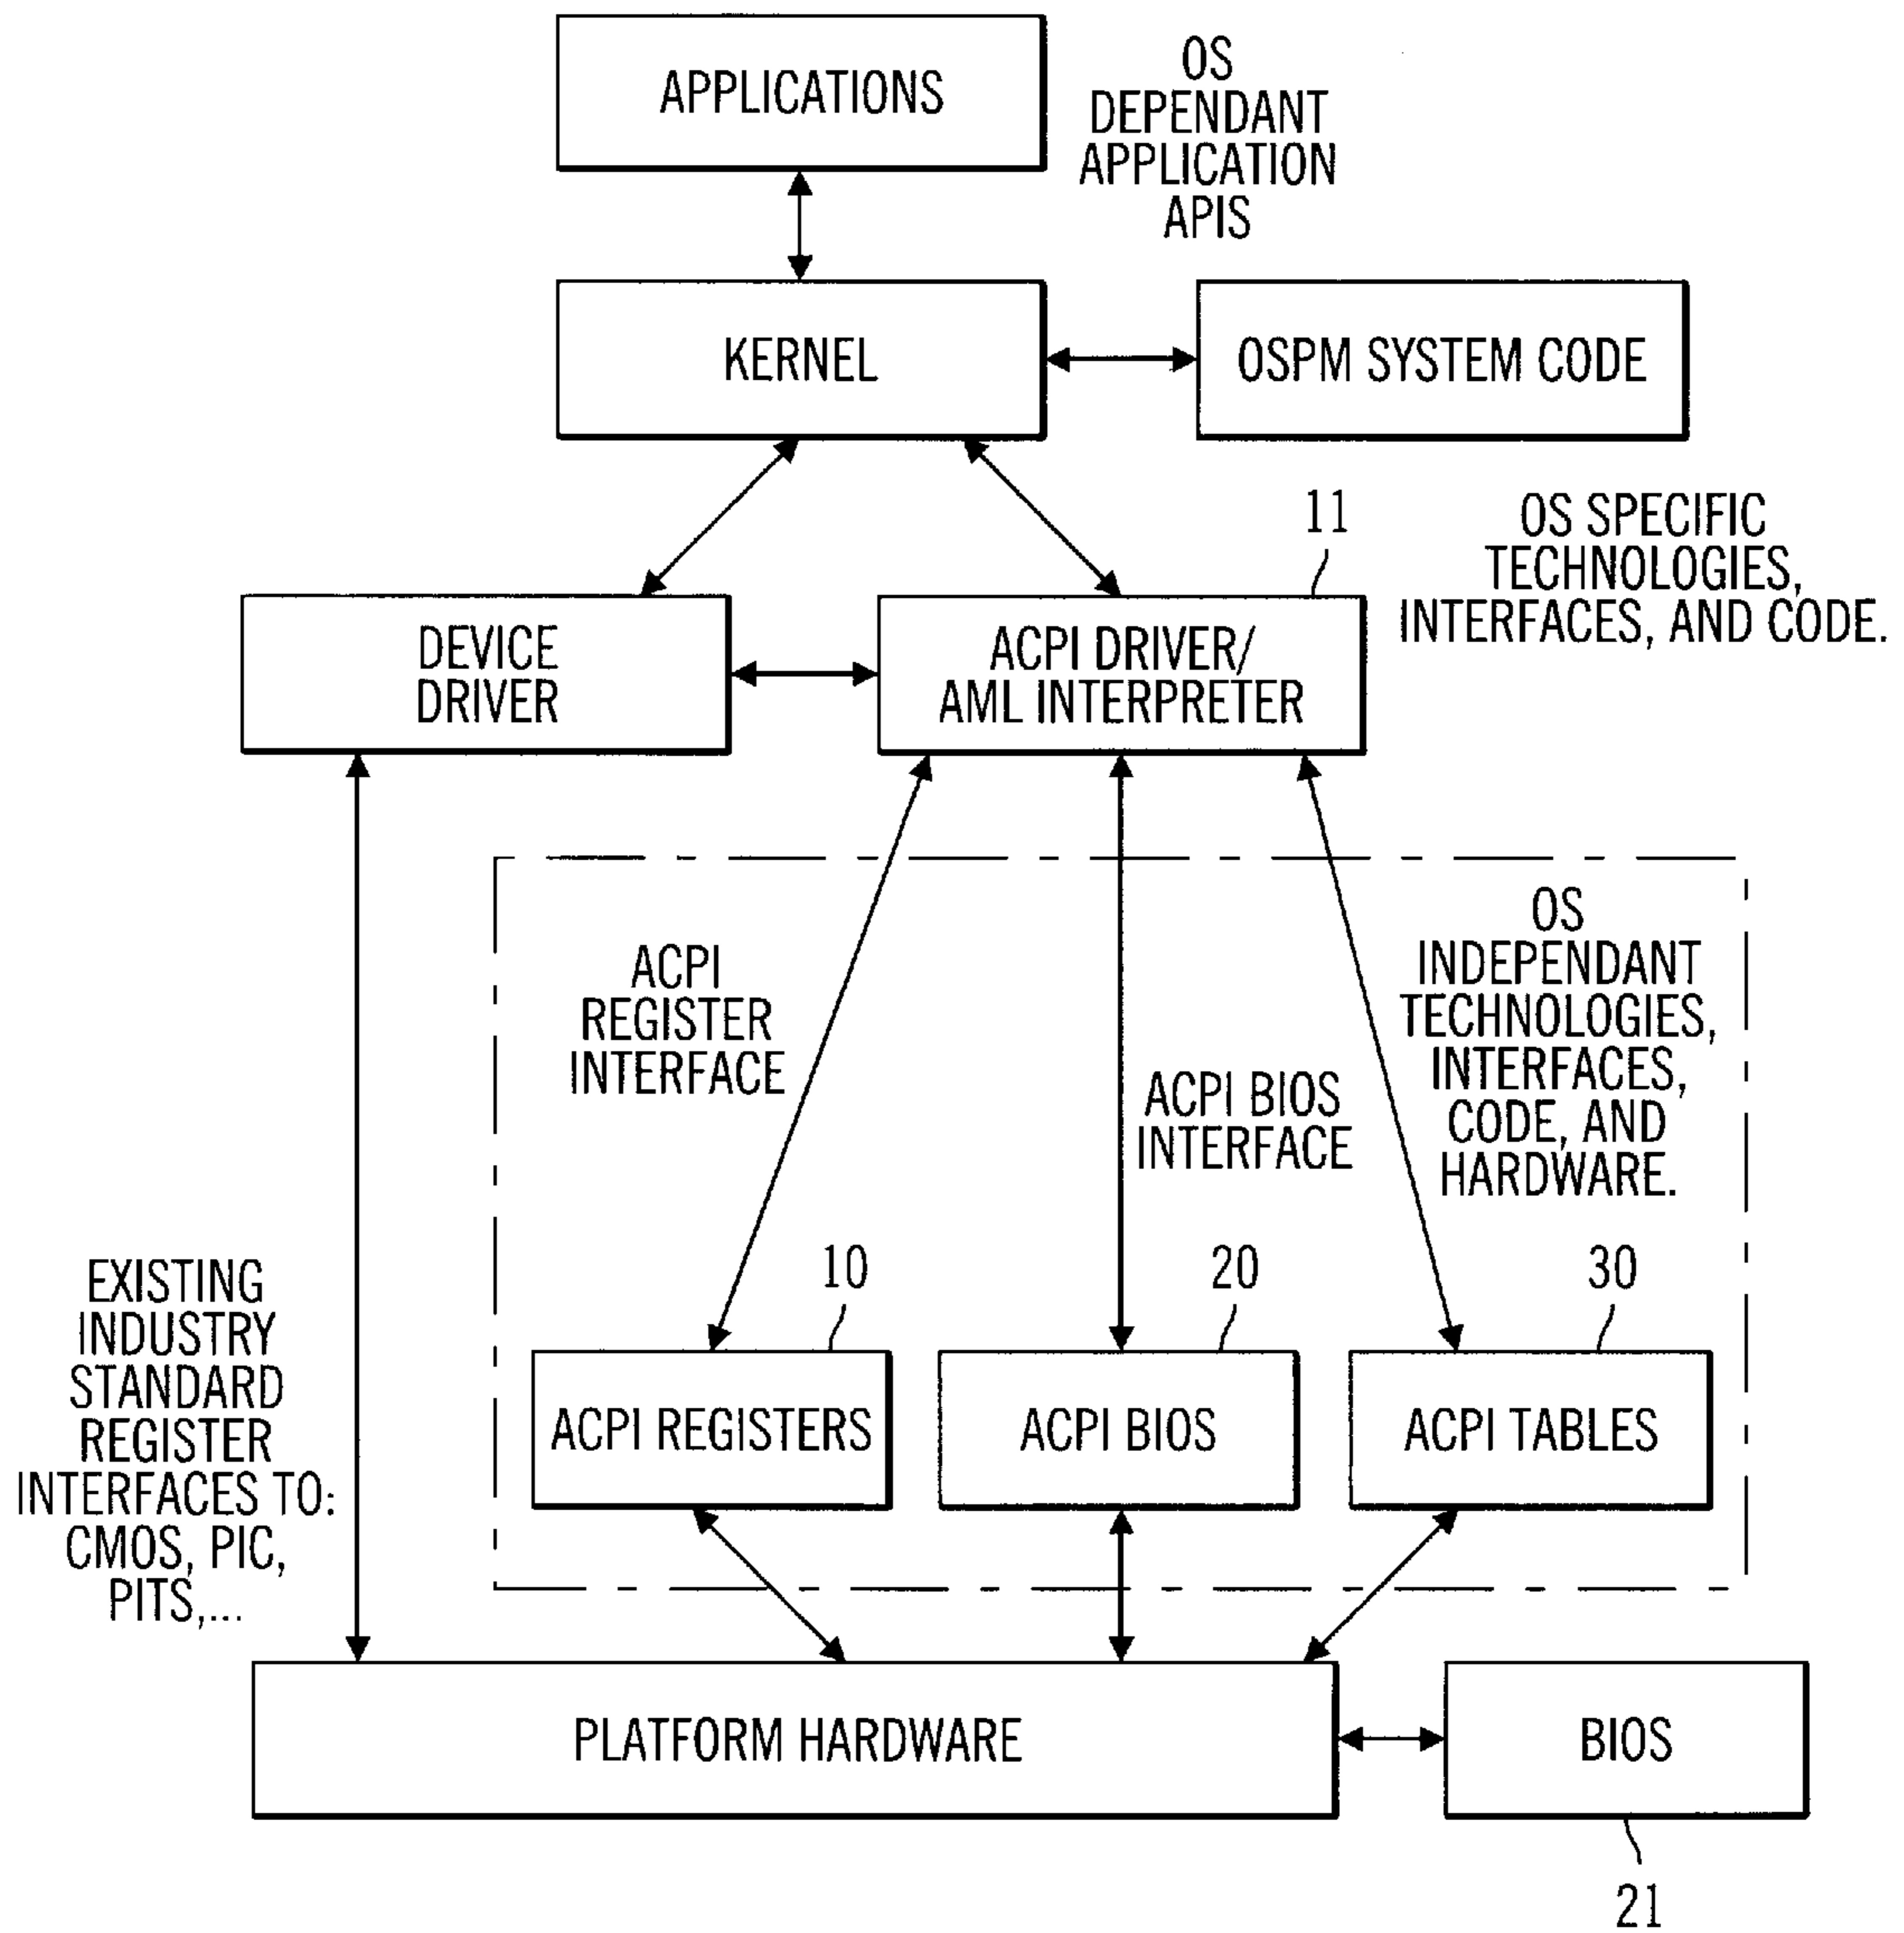 APPLICATIONS
OS
DEPENDANT
APPLICATION
APIS
KERNEL
OSPM SYSTEM CODE
11
OS SPECIFIC
TECHNOLOGIES,
INTERFACES, AND CODE.
DEVICE
DRIVER
ACPI DRIVER/
AML INTERPRETER
OS
INDEPENDANT
TECHNOLOGIES,
INTERFACES,
CODE, AND
HARDWARE.
ACPI
REGISTER
INTERFACE
ACPI BIOS
INTERFACE
EXISTING
INDUSTRY
STANDARD
REGISTER
INTERFACES TO:
CMOS, PIC,
PITS,...
10
20
30
ACPI REGISTERS
ACPI BIOS
ACPI TABLES
PLATFORM HARDWARE
BIOS
21